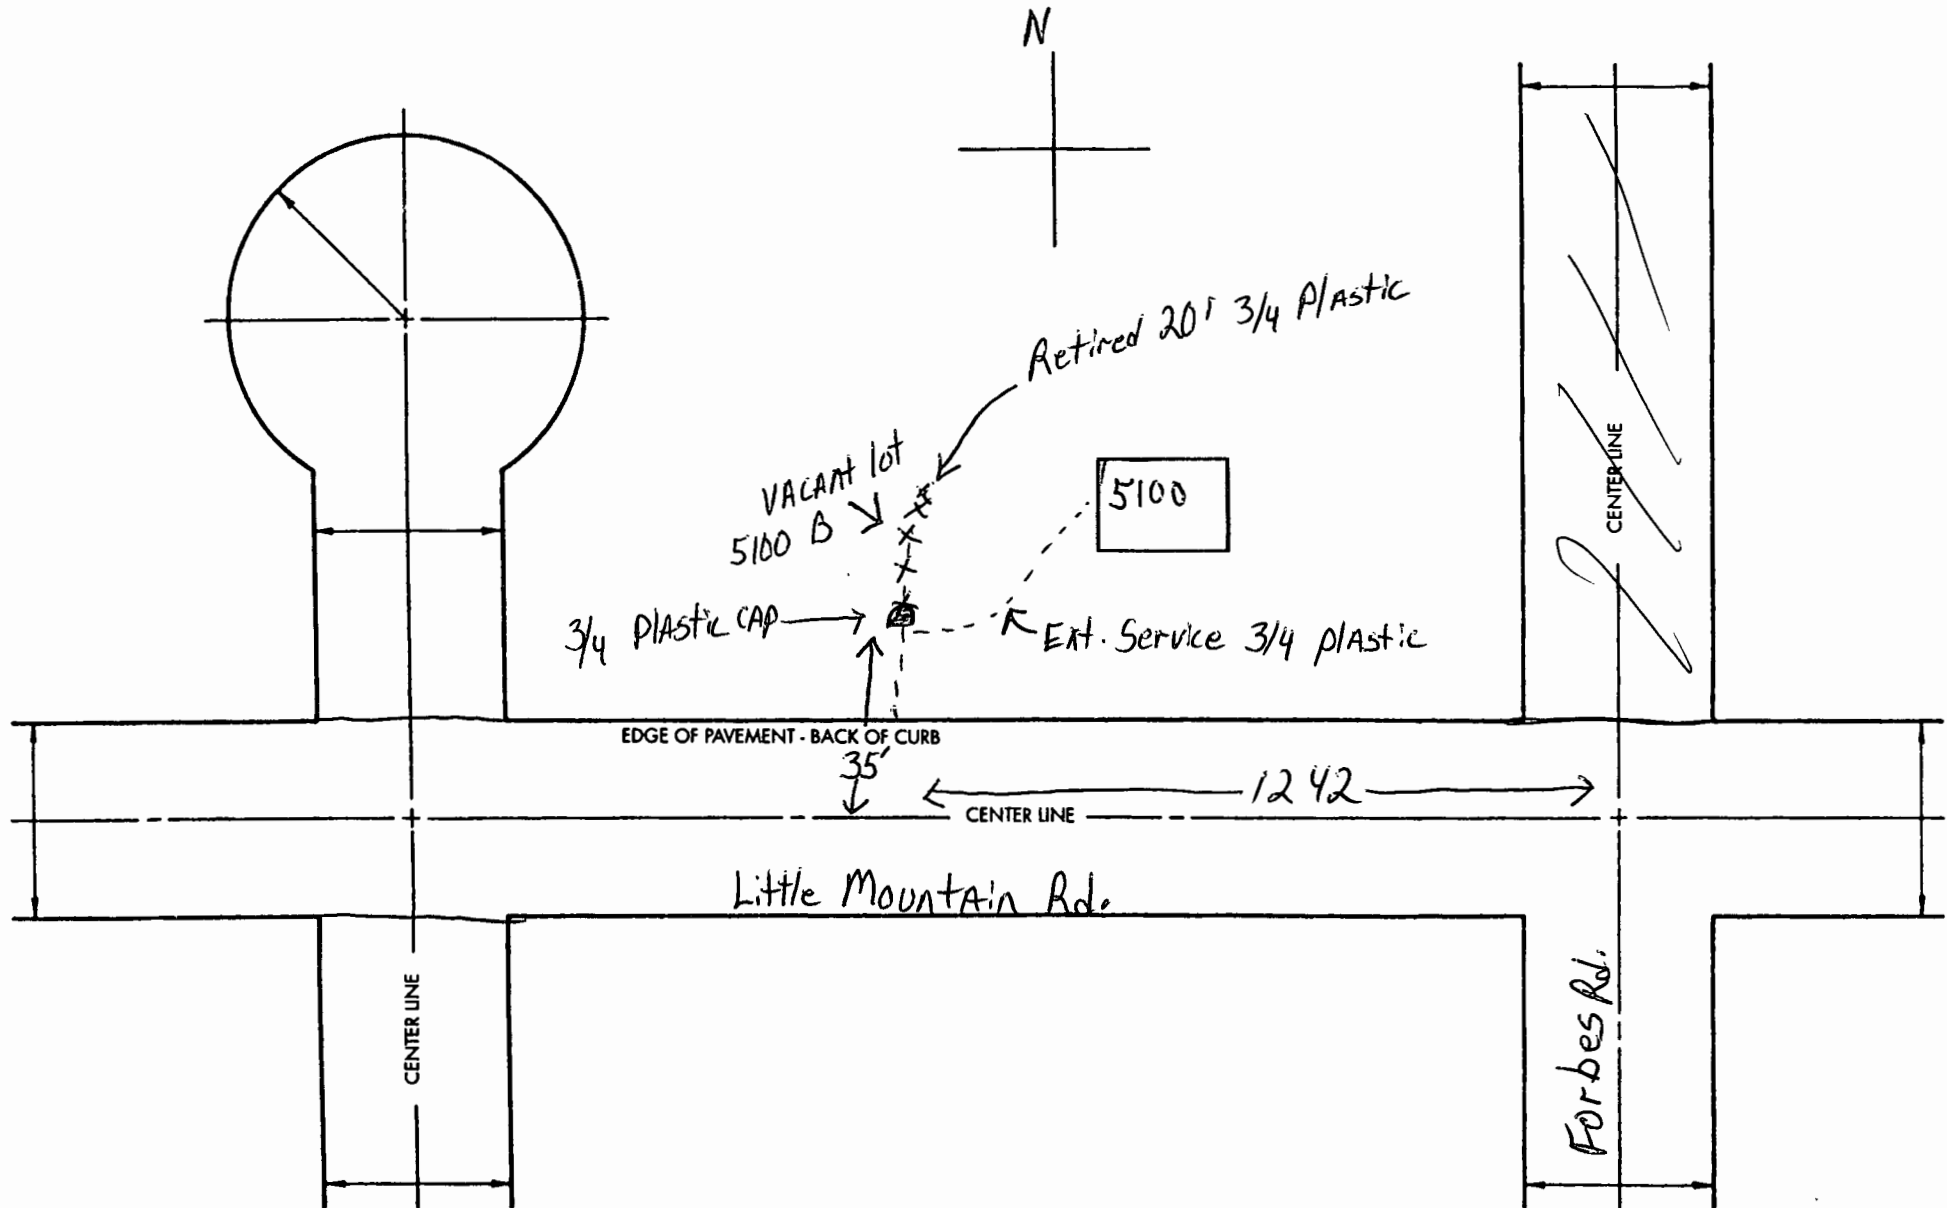 N
Retired 20' 3/4 Plastic
VACANT lot
5100 B
5100
3/4 PlAstic CAP
Ext. Service 3/4 plAstic
CENTER LINE
EDGE OF PAVEMENT - BACK OF CURB
35'
1242
CENTER LINE
Little MountAin Rd.
CENTER LINE
Forbes Rd.